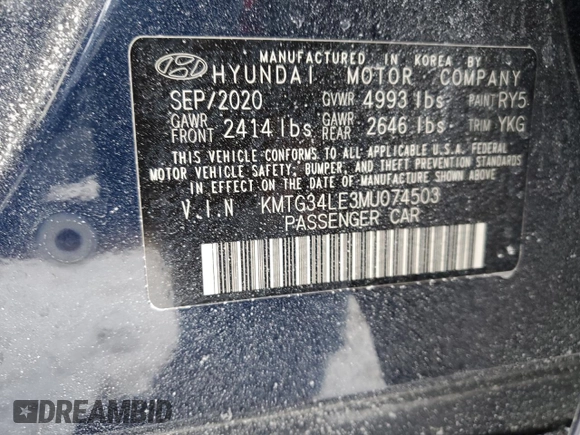 MANUFACTURED IN KOREA BY
HYUNDAI MOTOR COMPANY
SEP/2020 GVWR 4993 lbs PAINT RY5
GAWR FRONT 2414 lbs GAWR REAR 2646 lbs TRIM YKG
THIS VEHICLE CONFORMS TO ALL APPLICABLE U.S.A. FEDERAL
MOTOR VEHICLE SAFETY, BUMPER, AND THEFT PREVENTION STANDARDS
IN EFFECT ON THE DATE OF MANUFACTURE SHOWN ABOVE.
V.I.N KMTG34LE3MU074503
PASSENGER CAR
DREAMBID